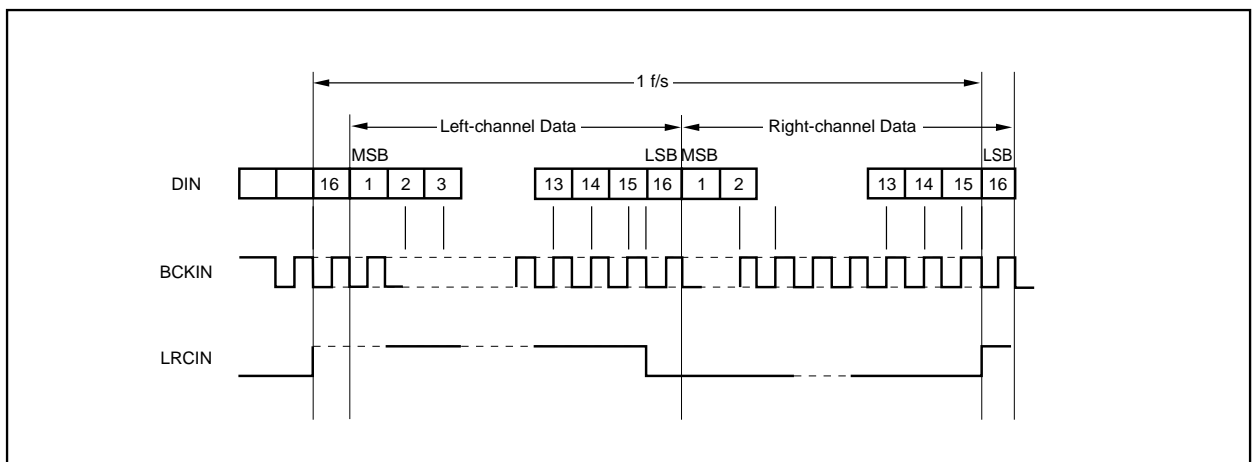 1 f/s
Left-channel Data
Right-channel Data
MSB
LSB MSB
LSB
DIN
16 1 2 3
13 14 15 16 1 2
13 14 15 16
BCKIN
LRCIN